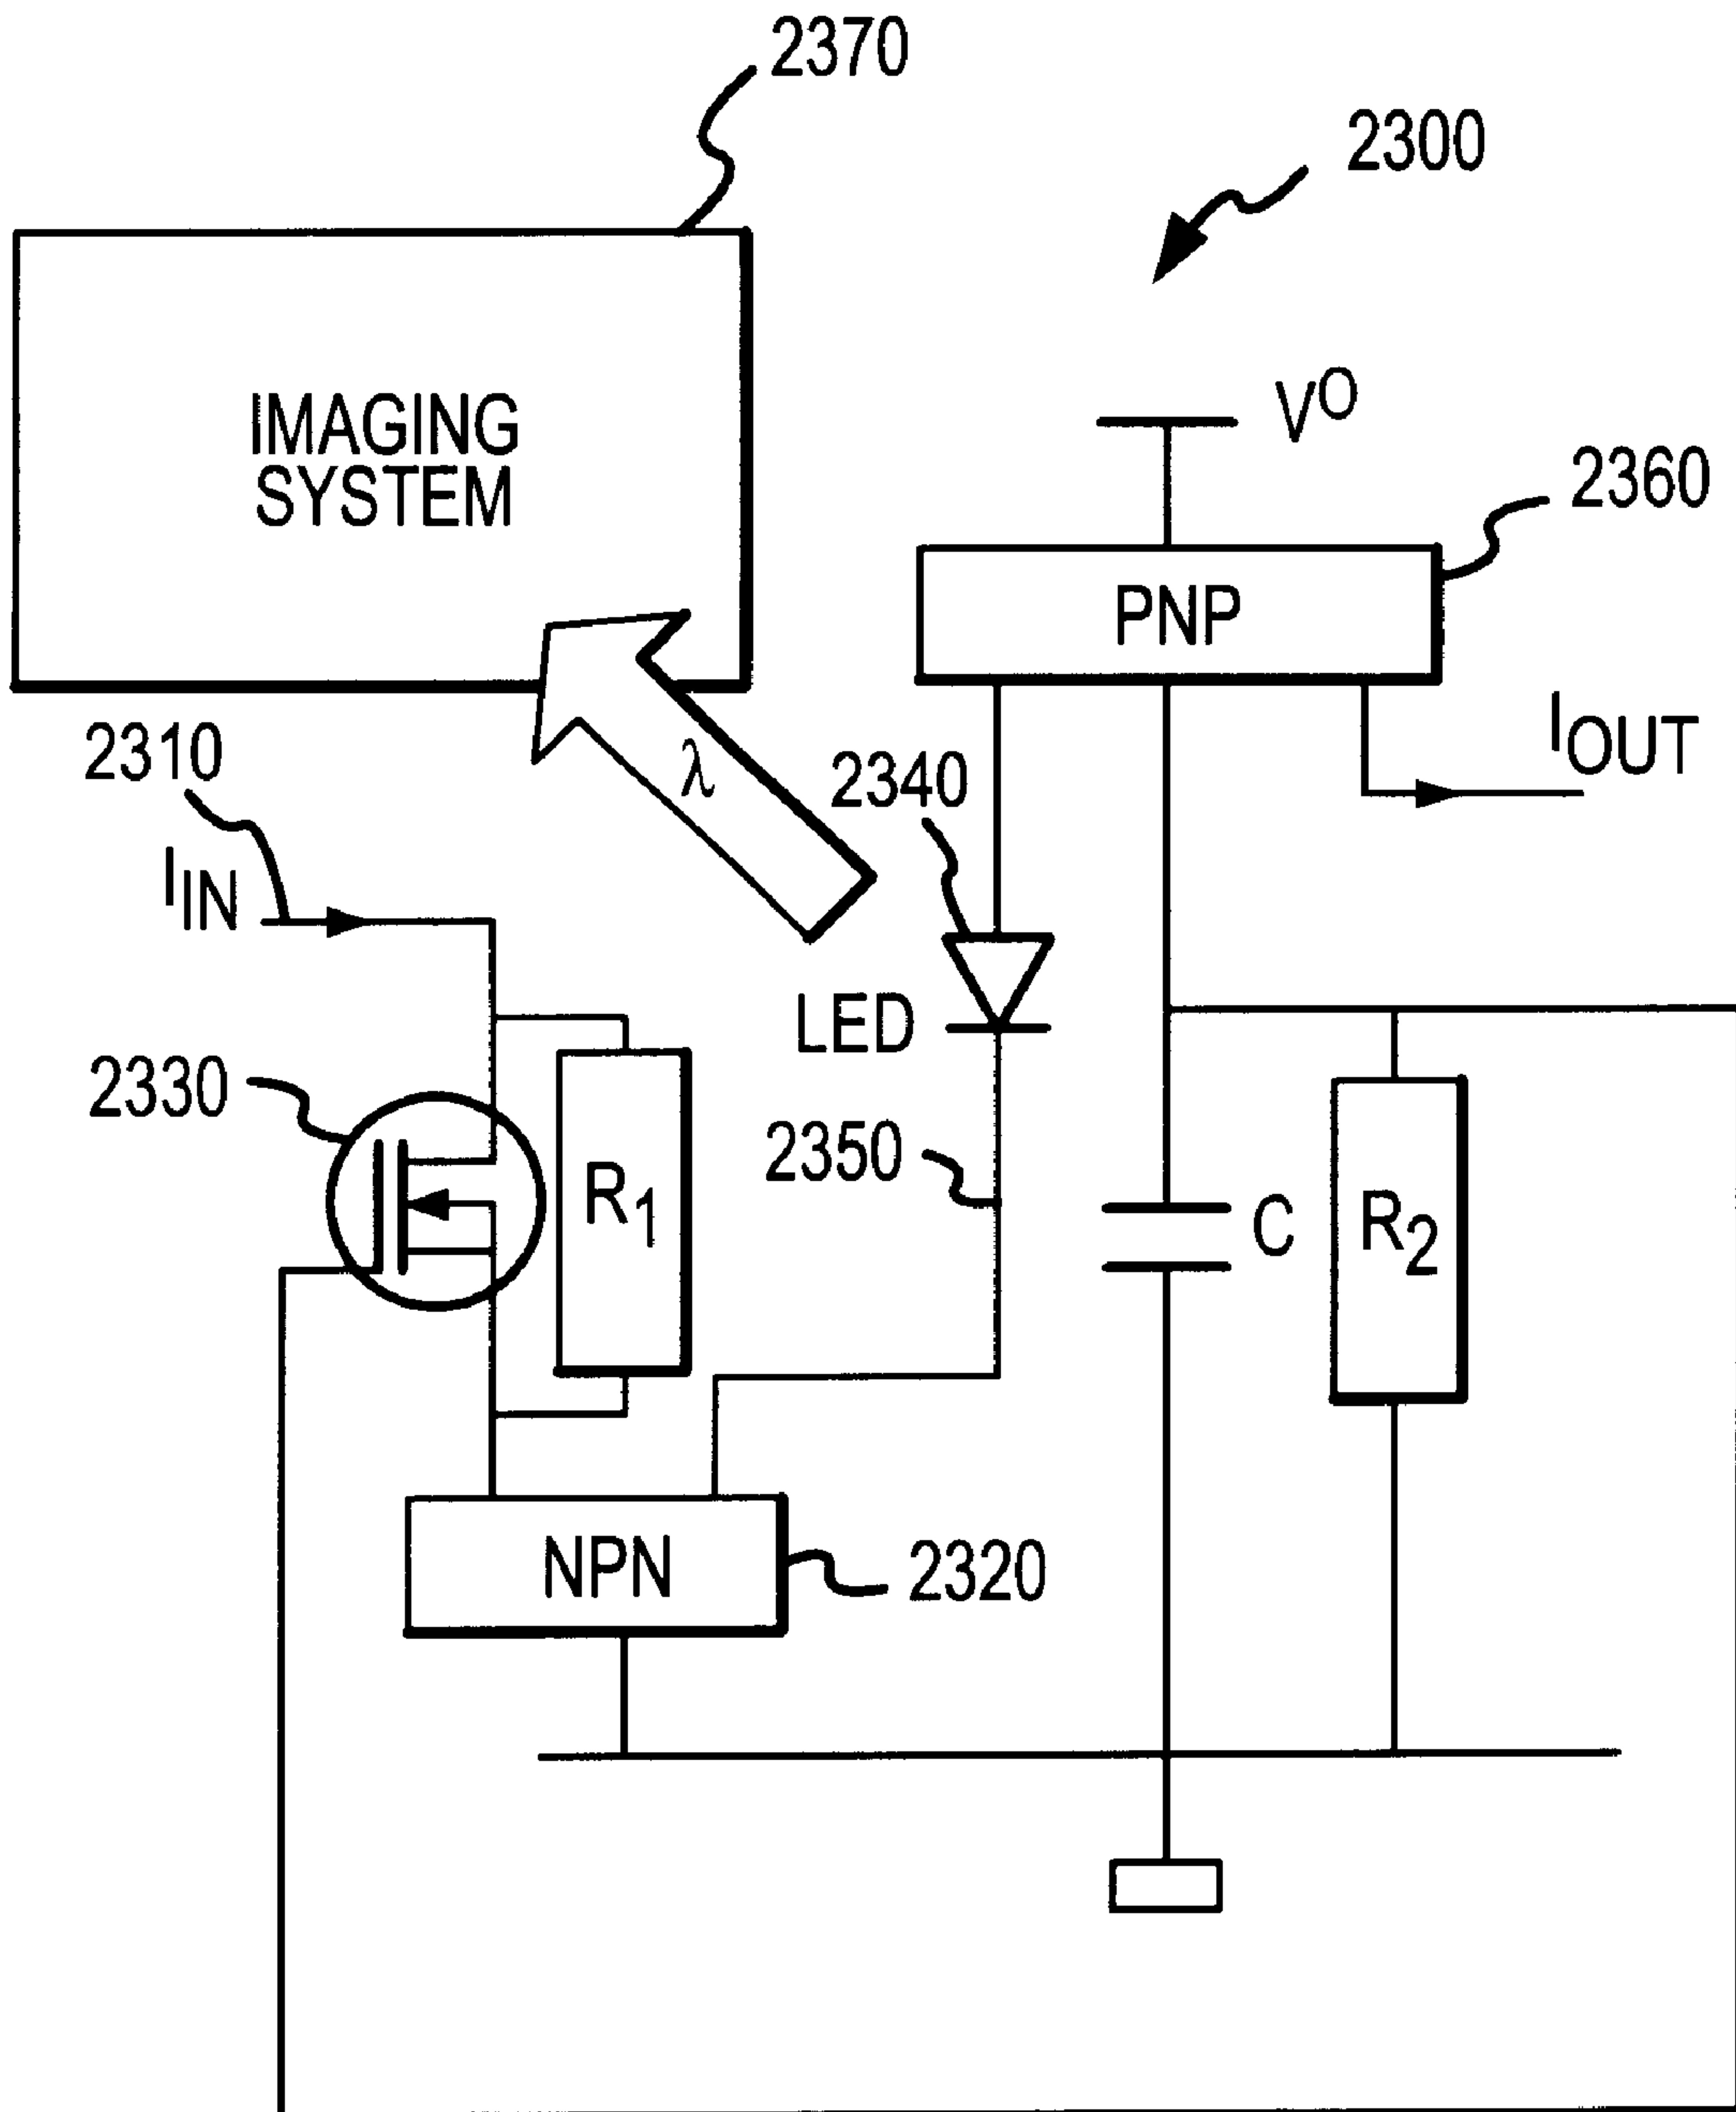 2370
2300
IMAGING
SYSTEM
V^O
2360
PNP
2310
λ
2340
I_OUT
I_IN
LED
2330
2350
R_1
C
R_2
NPN
2320